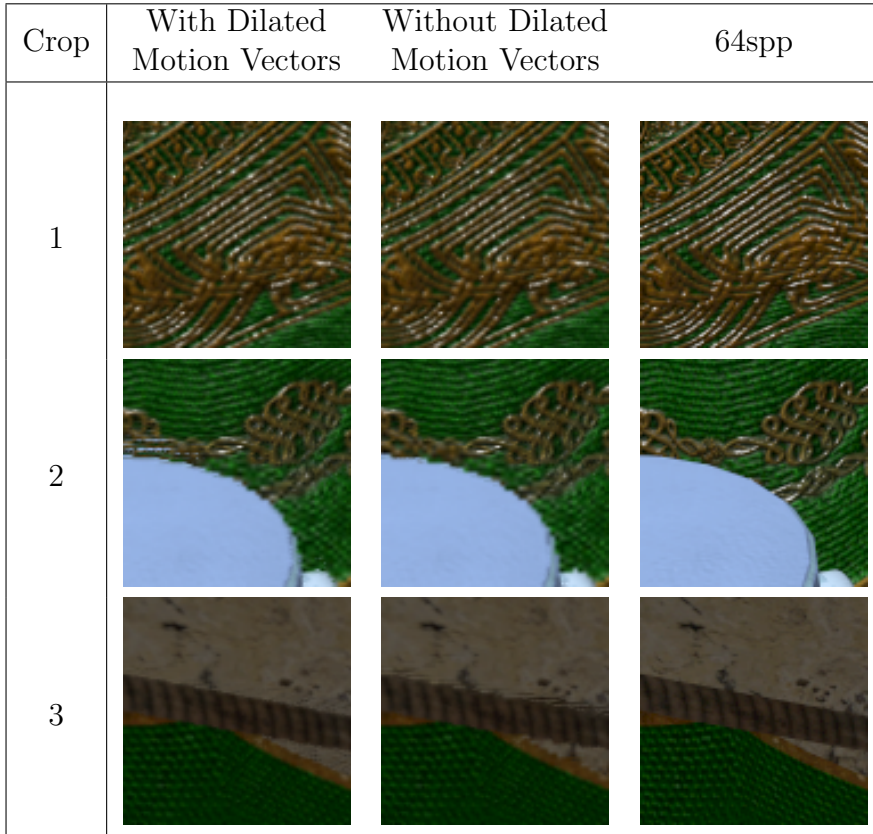 Crop
With Dilated
Motion Vectors
Without Dilated
Motion Vectors
64spp
1
2
3